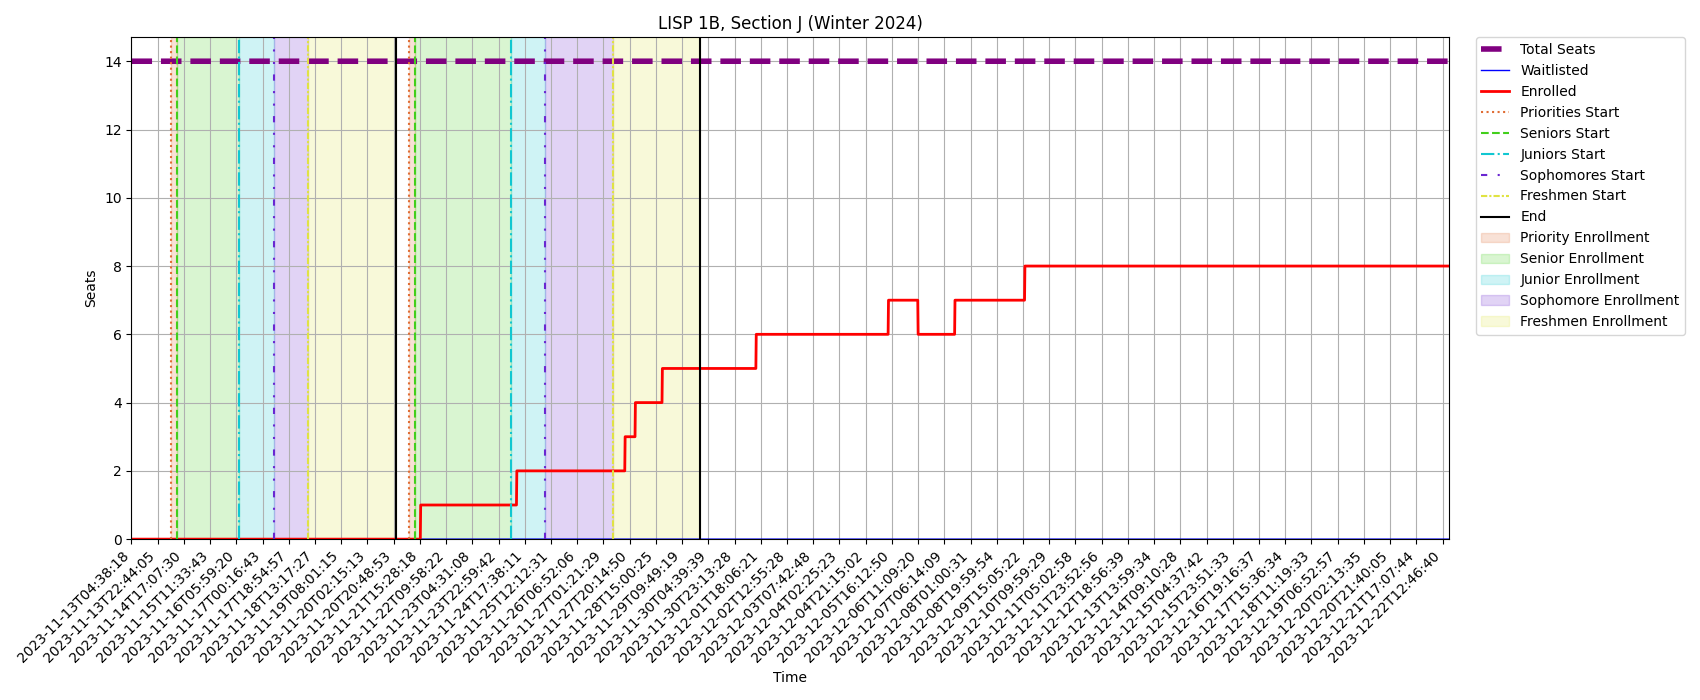 LISP 1B, Section J (Winter 2024)
Total Seats
Waitlisted
Enrolled
Priorities Start
Seniors Start
Juniors Start
Sophomores Start
Freshmen Start
End
Priority Enrollment
Senior Enrollment
Junior Enrollment
Sophomore Enrollment
Freshmen Enrollment
Seats
14
12
10
8
6
4
2
0
2023-11-13T04:38:18
2023-11-13T22:44:05
2023-11-14T17:07:30
2023-11-15T11:33:43
2023-11-16T05:59:20
2023-11-17T00:16:43
2023-11-17T18:54:57
2023-11-18T13:17:27
2023-11-19T08:01:15
2023-11-20T02:15:13
2023-11-20T20:48:53
2023-11-21T15:28:18
2023-11-22T09:58:22
2023-11-23T04:31:08
2023-11-23T22:59:42
2023-11-24T17:38:11
2023-11-25T12:12:31
2023-11-26T06:52:06
2023-11-27T01:21:29
2023-11-27T20:14:50
2023-11-28T15:00:25
2023-11-29T09:49:19
2023-11-30T04:39:39
2023-11-30T23:13:28
2023-12-01T18:06:21
2023-12-02T12:55:28
2023-12-03T07:42:48
2023-12-04T02:25:23
2023-12-04T21:15:02
2023-12-05T16:12:50
2023-12-06T11:09:20
2023-12-07T06:14:09
2023-12-08T01:00:31
2023-12-08T19:59:54
2023-12-09T15:05:22
2023-12-10T09:59:29
2023-12-11T05:02:58
2023-12-11T23:52:56
2023-12-12T18:56:39
2023-12-13T13:59:34
2023-12-14T09:10:28
2023-12-15T04:37:42
2023-12-15T23:51:33
2023-12-16T19:16:37
2023-12-17T15:36:34
2023-12-18T11:19:33
2023-12-19T06:52:57
2023-12-20T02:13:35
2023-12-20T21:40:05
2023-12-21T17:07:44
2023-12-22T12:46:40
Time